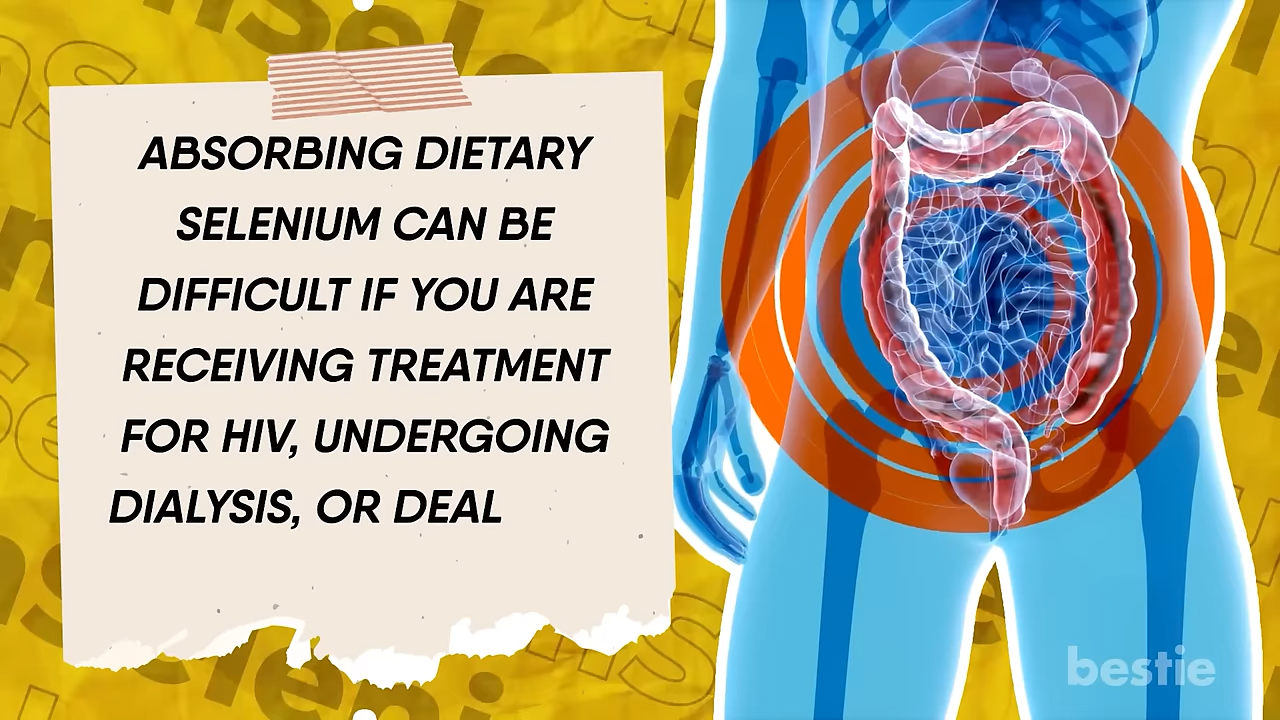 ABSORBING DIETARY
SELENIUM CAN BE
DIFFICULT IF YOU ARE
RECEIVING TREATMENT
FOR HIV, UNDERGOING
DIALYSIS, OR DEAL
bestie